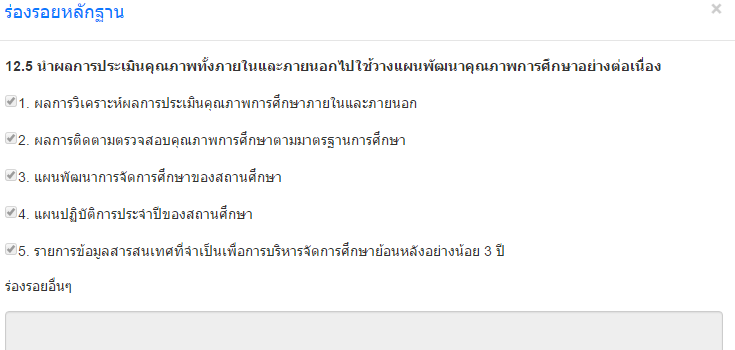 ร่องรอยหลักฐาน
×
12.5 นำผลการประเมินคุณภาพทั้งภายในและภายนอกไปใช้วางแผนพัฒนาคุณภาพการศึกษาอย่างต่อเนื่อง
1. ผลการวิเคราะห์ผลการประเมินคุณภาพการศึกษาภายในและภายนอก
2. ผลการติดตามตรวจสอบคุณภาพการศึกษาตามมาตรฐานการศึกษา
3. แผนพัฒนาการจัดการศึกษาของสถานศึกษา
4. แผนปฏิบัติการประจำปีของสถานศึกษา
5. รายการข้อมูลสารสนเทศที่จำเป็นเพื่อการบริหารจัดการศึกษาย้อนหลังอย่างน้อย 3 ปี
ร่องรอยอื่นๆ